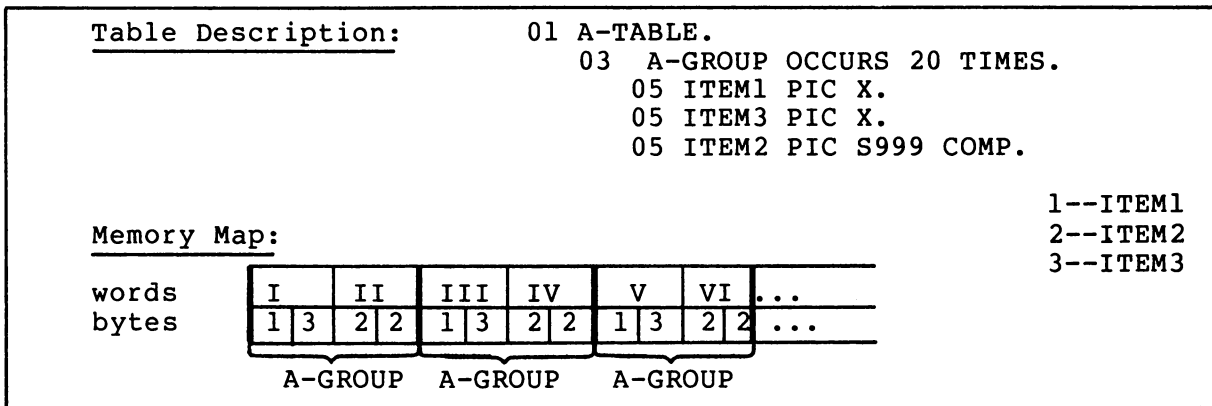 Table Description: 01 A-TABLE.
03 A-GROUP OCCURS 20 TIMES.
05 ITEM1 PIC X.
05 ITEM3 PIC X.
05 ITEM2 PIC S999 COMP.
1--ITEM1
Memory Map: 2--ITEM2
3--ITEM3
words I II III IV V VI ...
bytes 1 3 2 2 1 3 2 2 1 3 2 2 ...
A-GROUP A-GROUP A-GROUP